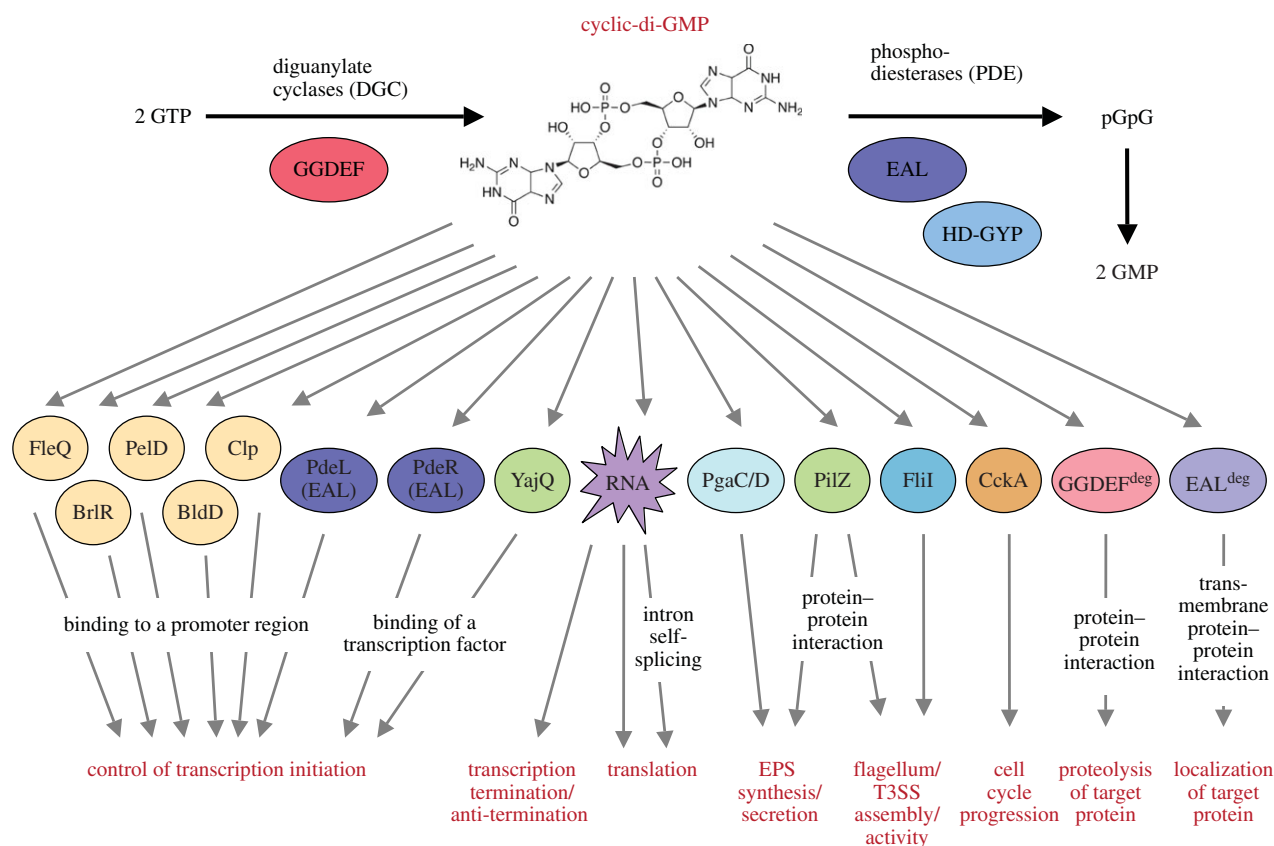 cyclic-di-GMP
diguanylate
cyclases (DGC)
phospho-
diesterases (PDE)
2 GTP
pGpG
GGDEF
EAL
HD-GYP
2 GMP
O
N
NH
N
N
NH2
O
HO
P
O
O
O
HO
O
OH
O
P
OH
O
O
O
H2N
N
N
HN
N
O
FleQ
PelD
Clp
BrlR
BldD
PdeL
(EAL)
PdeR
(EAL)
YajQ
RNA
PgaC/D
PilZ
FliI
CckA
GGDEFdeg
EALdeg
binding to a promoter region
binding of a
transcription factor
intron
self-
splicing
protein–
protein
interaction
protein–
protein
interaction
trans-
membrane
protein–
protein
interaction
control of transcription initiation
transcription
termination/
anti-termination
translation
EPS
synthesis/
secretion
flagellum/
T3SS
assembly/
activity
cell
cycle
progression
proteolysis
of target
protein
localization
of target
protein